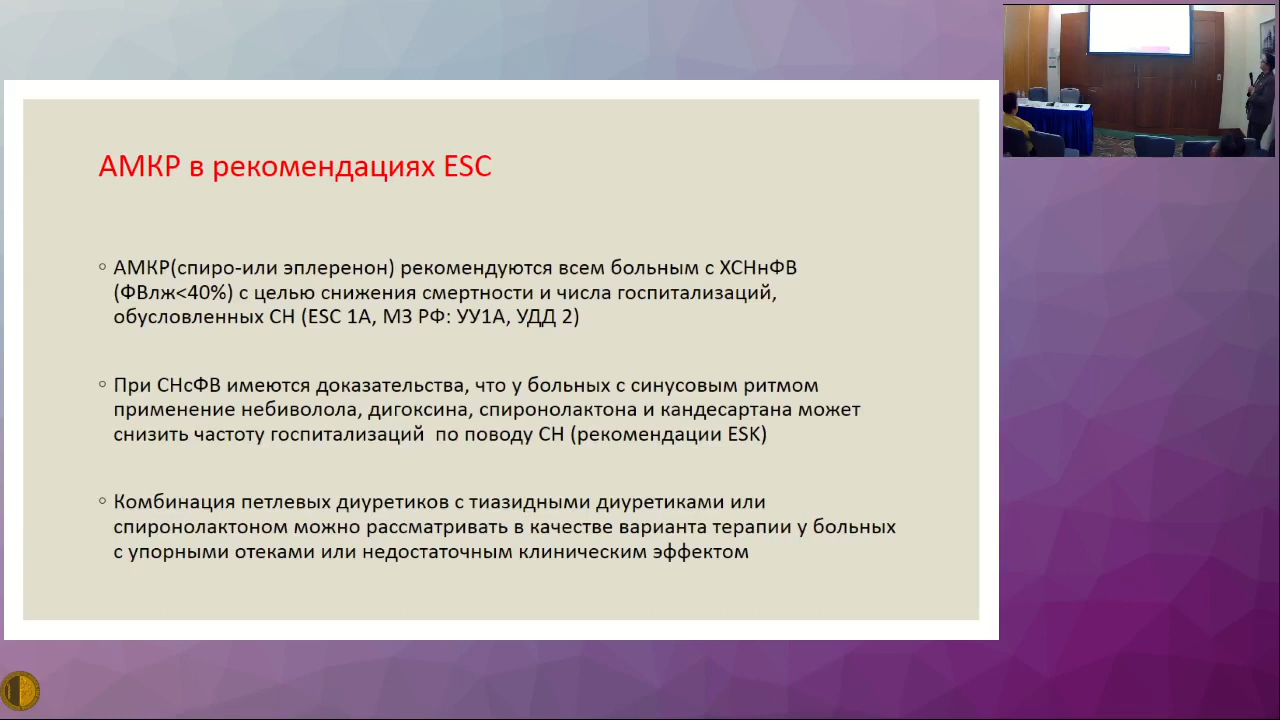 АМКР в рекомендациях ESC
◦ АМКР(спиро-или эплеренон) рекомендуются всем больным с ХСНнФВ
(ФВлж<40%) с целью снижения смертности и числа госпитализаций,
обусловленных СН (ESC 1A, МЗ РФ: УУ1А, УДД 2)
◦ При СНсФВ имеются доказательства, что у больных с синусовым ритмом
применение небиволола, дигоксина, спиронолактона и кандесартана может
снизить частоту госпитализаций по поводу СН (рекомендации ESK)
◦ Комбинация петлевых диуретиков с тиазидными диуретиками или
спиронолактоном можно рассматривать в качестве варианта терапии у больных
с упорными отеками или недостаточным клиническим эффектом